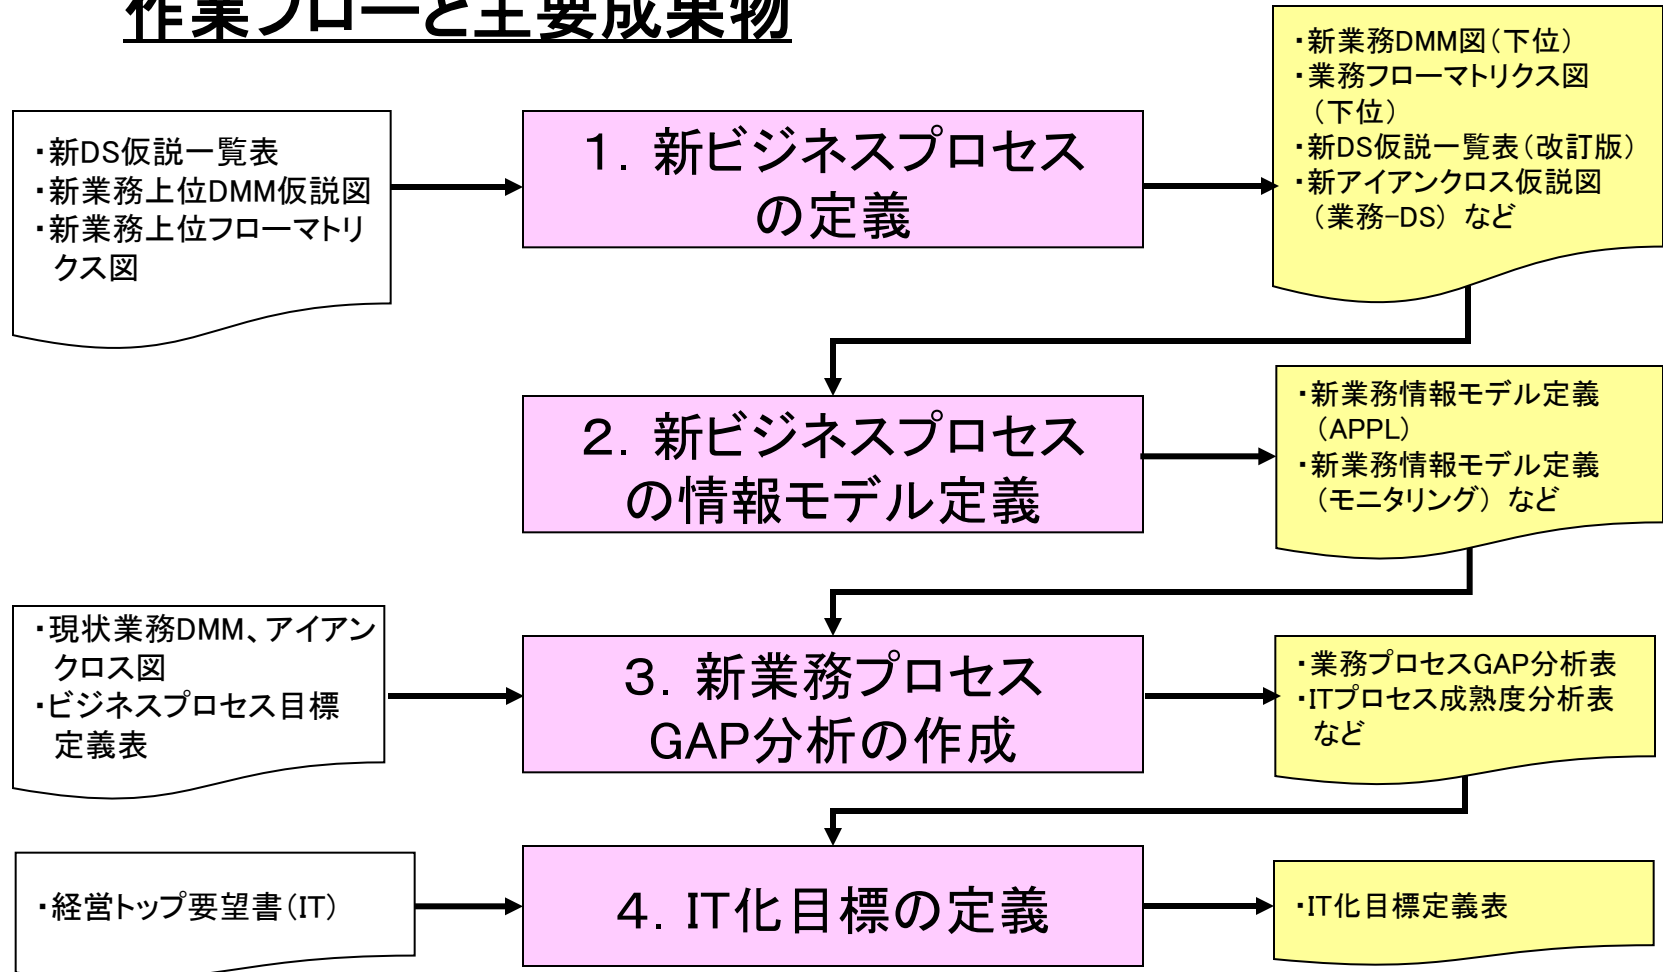 作業フローと主要成果物
・新DS仮説一覧表
・新業務上位DMM仮説図
・新業務上位フローマトリ
クス図
１．新ビジネスプロセス
の定義
・新業務DMM図（下位）
・業務フローマトリクス図
（下位）
・新DS仮説一覧表（改訂版）
・新アイアンクロス仮説図
（業務-DS）など
２．新ビジネスプロセス
の情報モデル定義
・新業務情報モデル定義
（APPL）
・新業務情報モデル定義
（モニタリング）など
・現状業務DMM、アイアン
クロス図
・ビジネスプロセス目標
定義表
３．新業務プロセス
GAP分析の作成
・業務プロセスGAP分析表
・ITプロセス成熟度分析表
など
・経営トップ要望書（IT）
４．IT化目標の定義
・IT化目標定義表